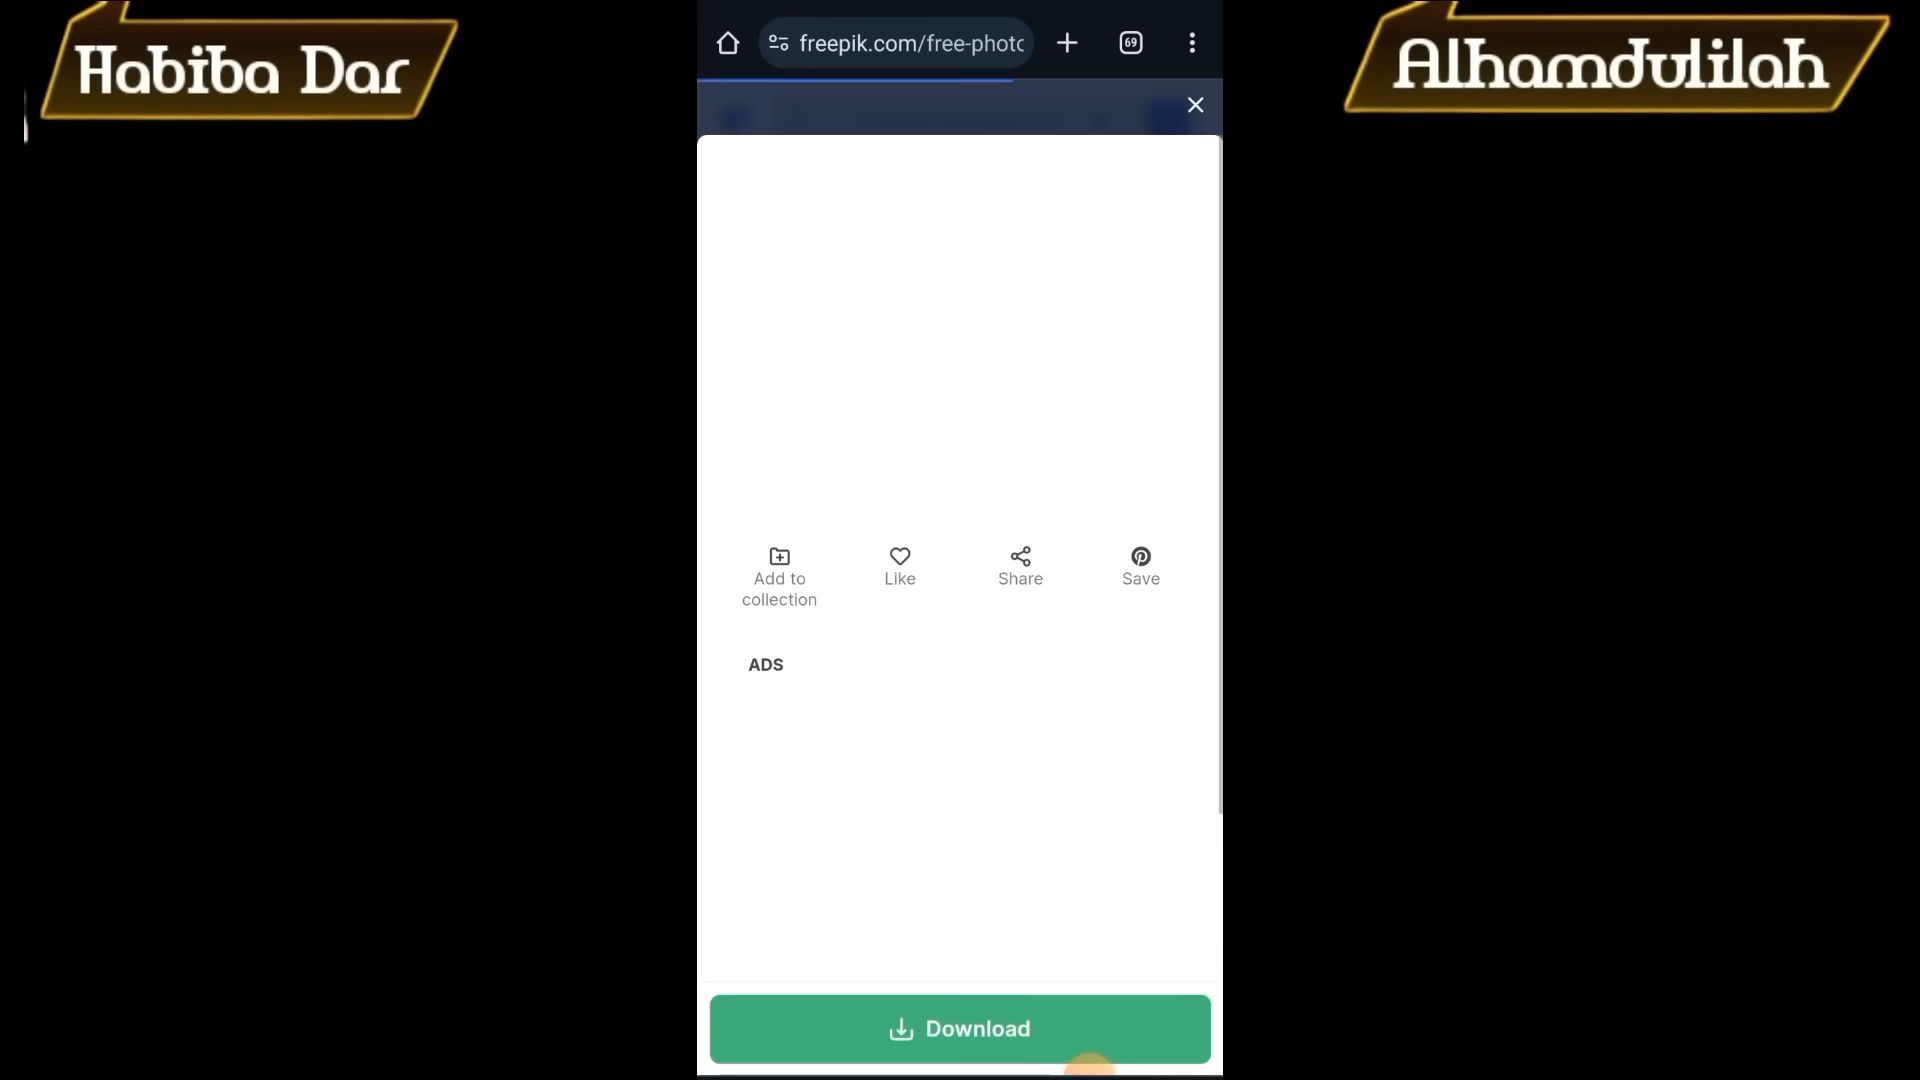 Habiba Dar
Alhamdulilah
freepik.com/free-photo
69
Add to
collection
Like
Share
Save
ADS
Download